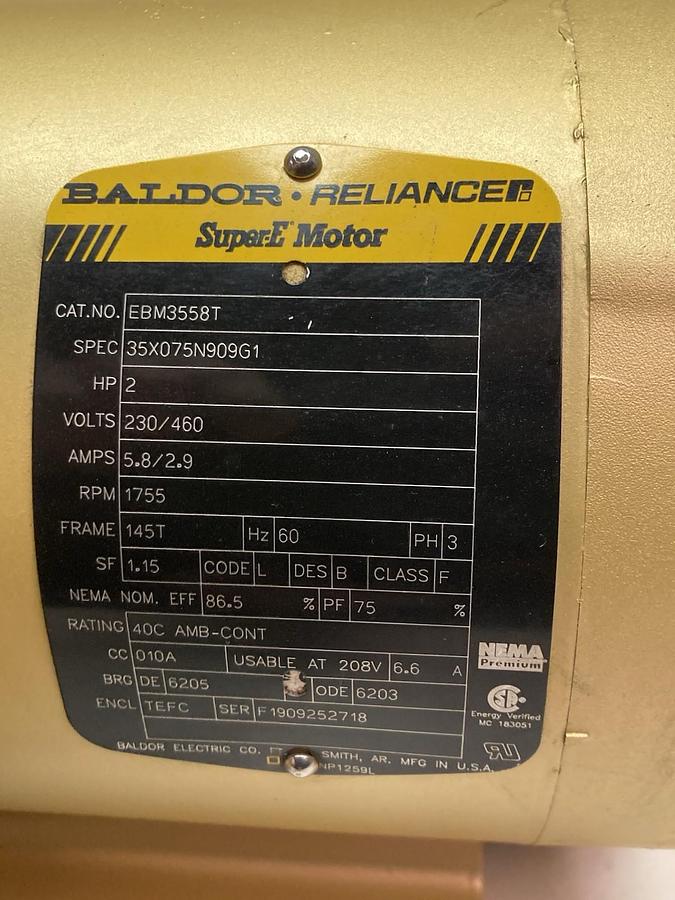 BALDOR • RELIANCE
Super-E® Motor
CAT.NO. EBM3558T
SPEC 35X075N909G1
HP 2
VOLTS 230/460
AMPS 5.8/2.9
RPM 1755
FRAME 145T Hz 60 PH 3
SF 1.15 CODE L DES B CLASS F
NEMA NOM. EFF 86.5 % PF 75 %
RATING 40C AMB-CONT
CC 010A USABLE AT 208V 6.6 A
BRG DE 6205 ODE 6203
ENCL TEFC SER F1909252718
NEMA
Premium
Energy Verified
MC 183051
BALDOR ELECTRIC CO. SMITH, AR. MFG IN U.S.A.
NP1259L